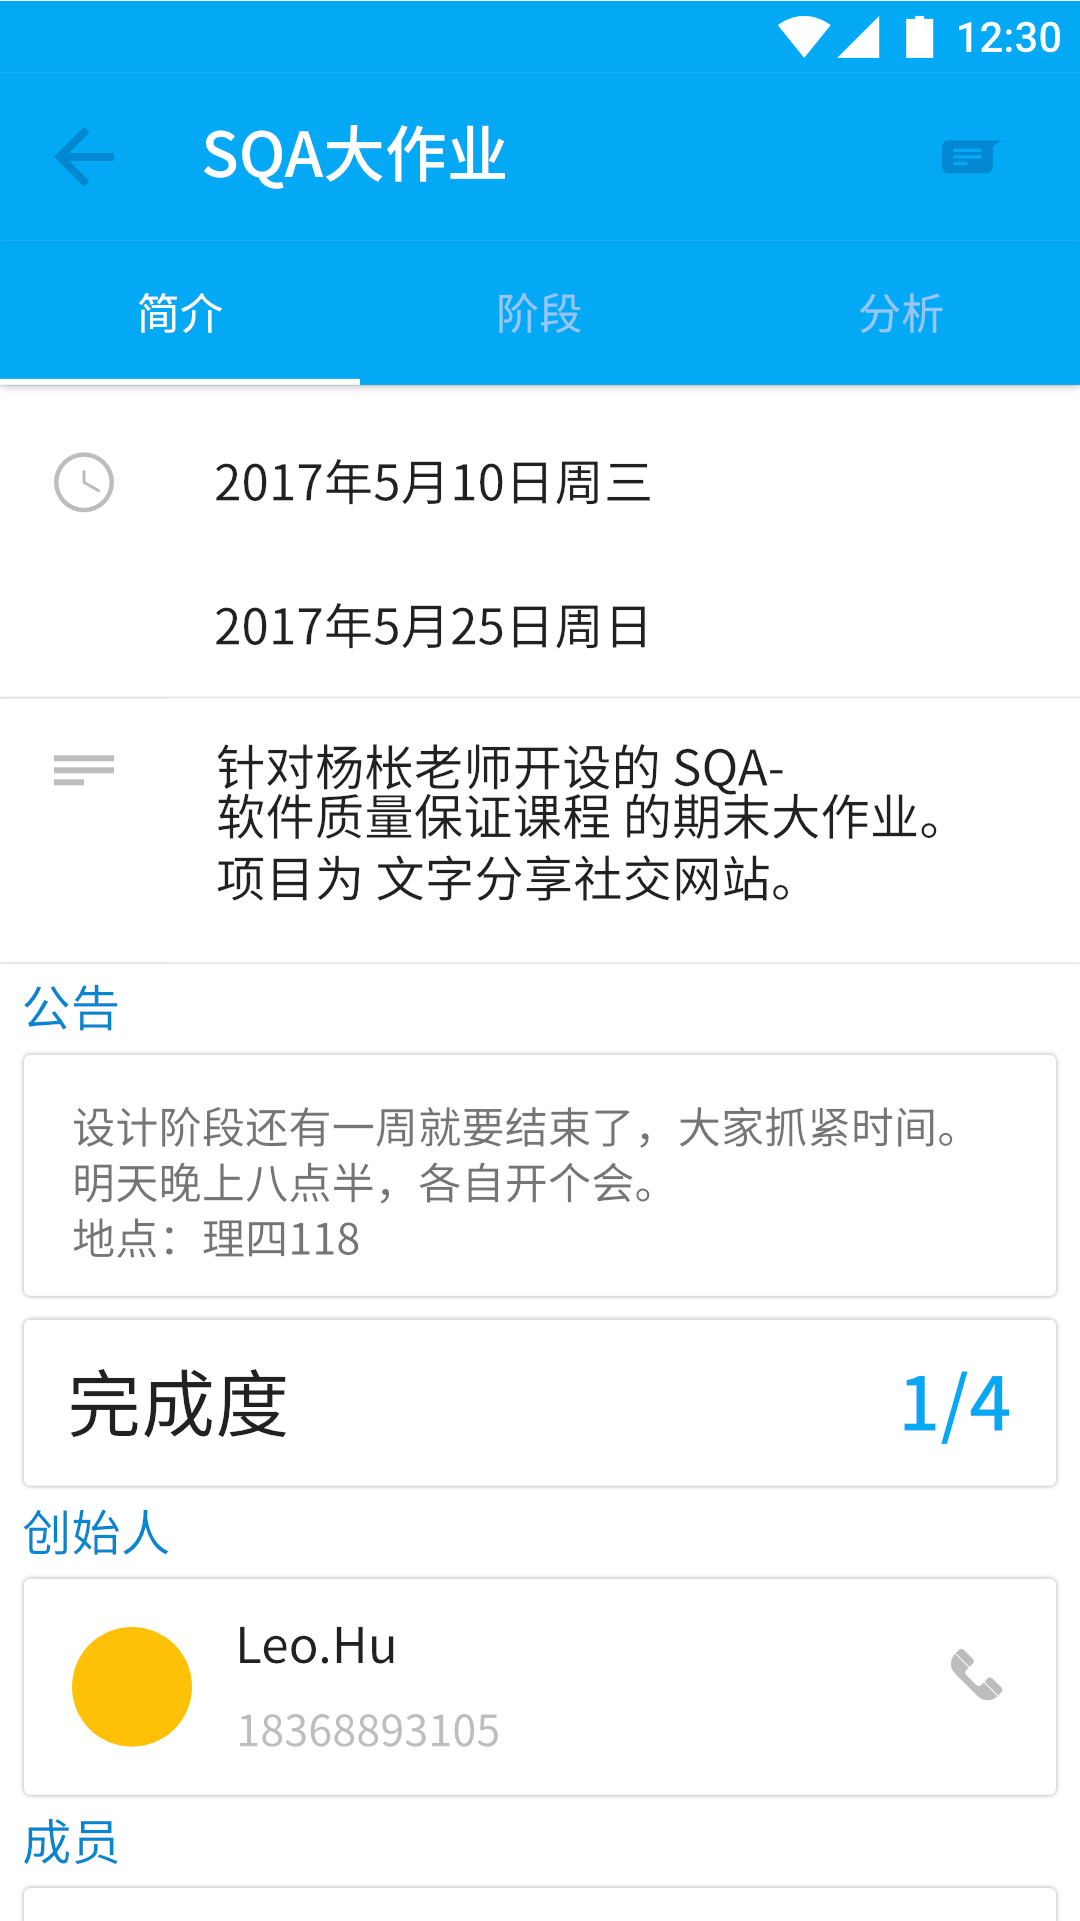 12:30
SQA大作业
简介 阶段 分析
2017年5月10日周三
2017年5月25日周日
针对杨枨老师开设的 SQA-
软件质量保证课程 的期末大作业。
项目为 文字分享社交网站。
公告
设计阶段还有一周就要结束了，大家抓紧时间。
明天晚上八点半，各自开个会。
地点：理四118
完成度 1/4
创始人
Leo.Hu
18368893105
成员